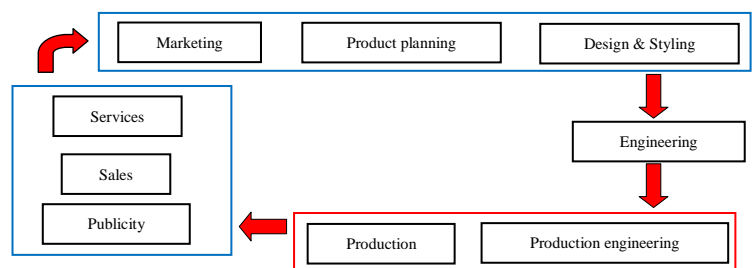 Marketing
Product planning
Design & Styling
Services
Engineering
Sales
Publicity
Production
Production engineering